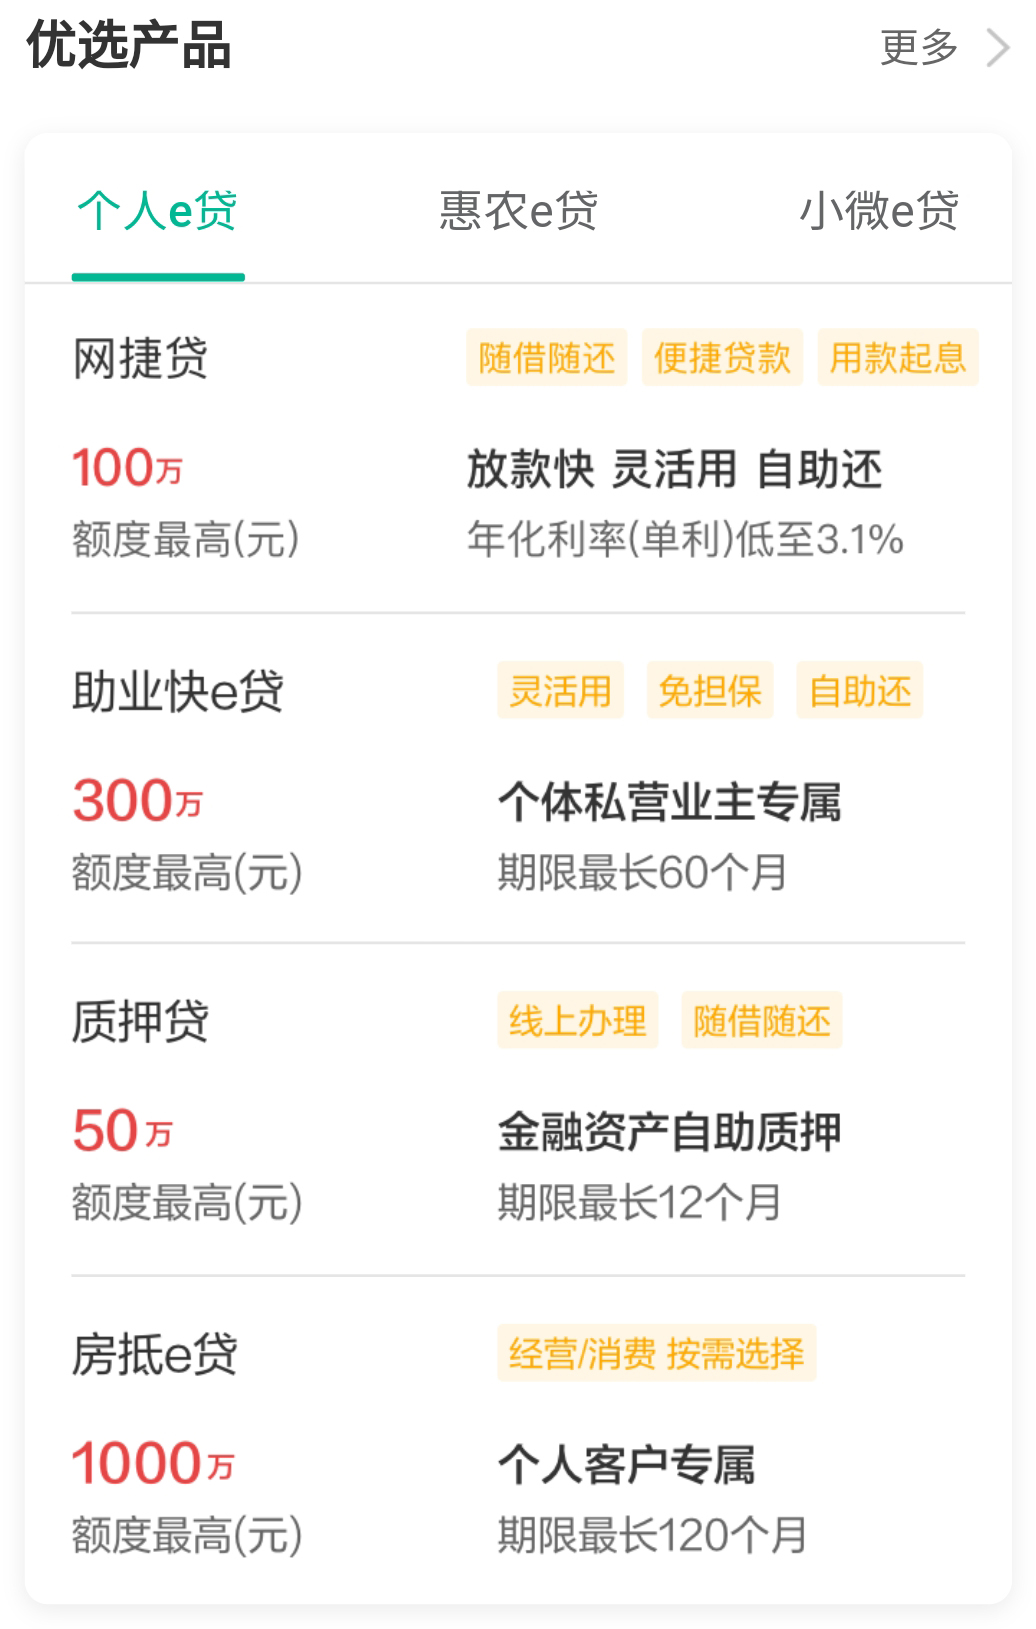 优选产品 更多
个人e贷 惠农e贷 小微e贷
网捷贷 随借随还 便捷贷款 用款起息
100万 放款快 灵活用 自助还
额度最高(元) 年化利率(单利)低至3.1%
助业快e贷 灵活用 免担保 自助还
300万 个体私营业主专属
额度最高(元) 期限最长60个月
质押贷 线上办理 随借随还
50万 金融资产自助质押
额度最高(元) 期限最长12个月
房抵e贷 经营/消费 按需选择
1000万 个人客户专属
额度最高(元) 期限最长120个月